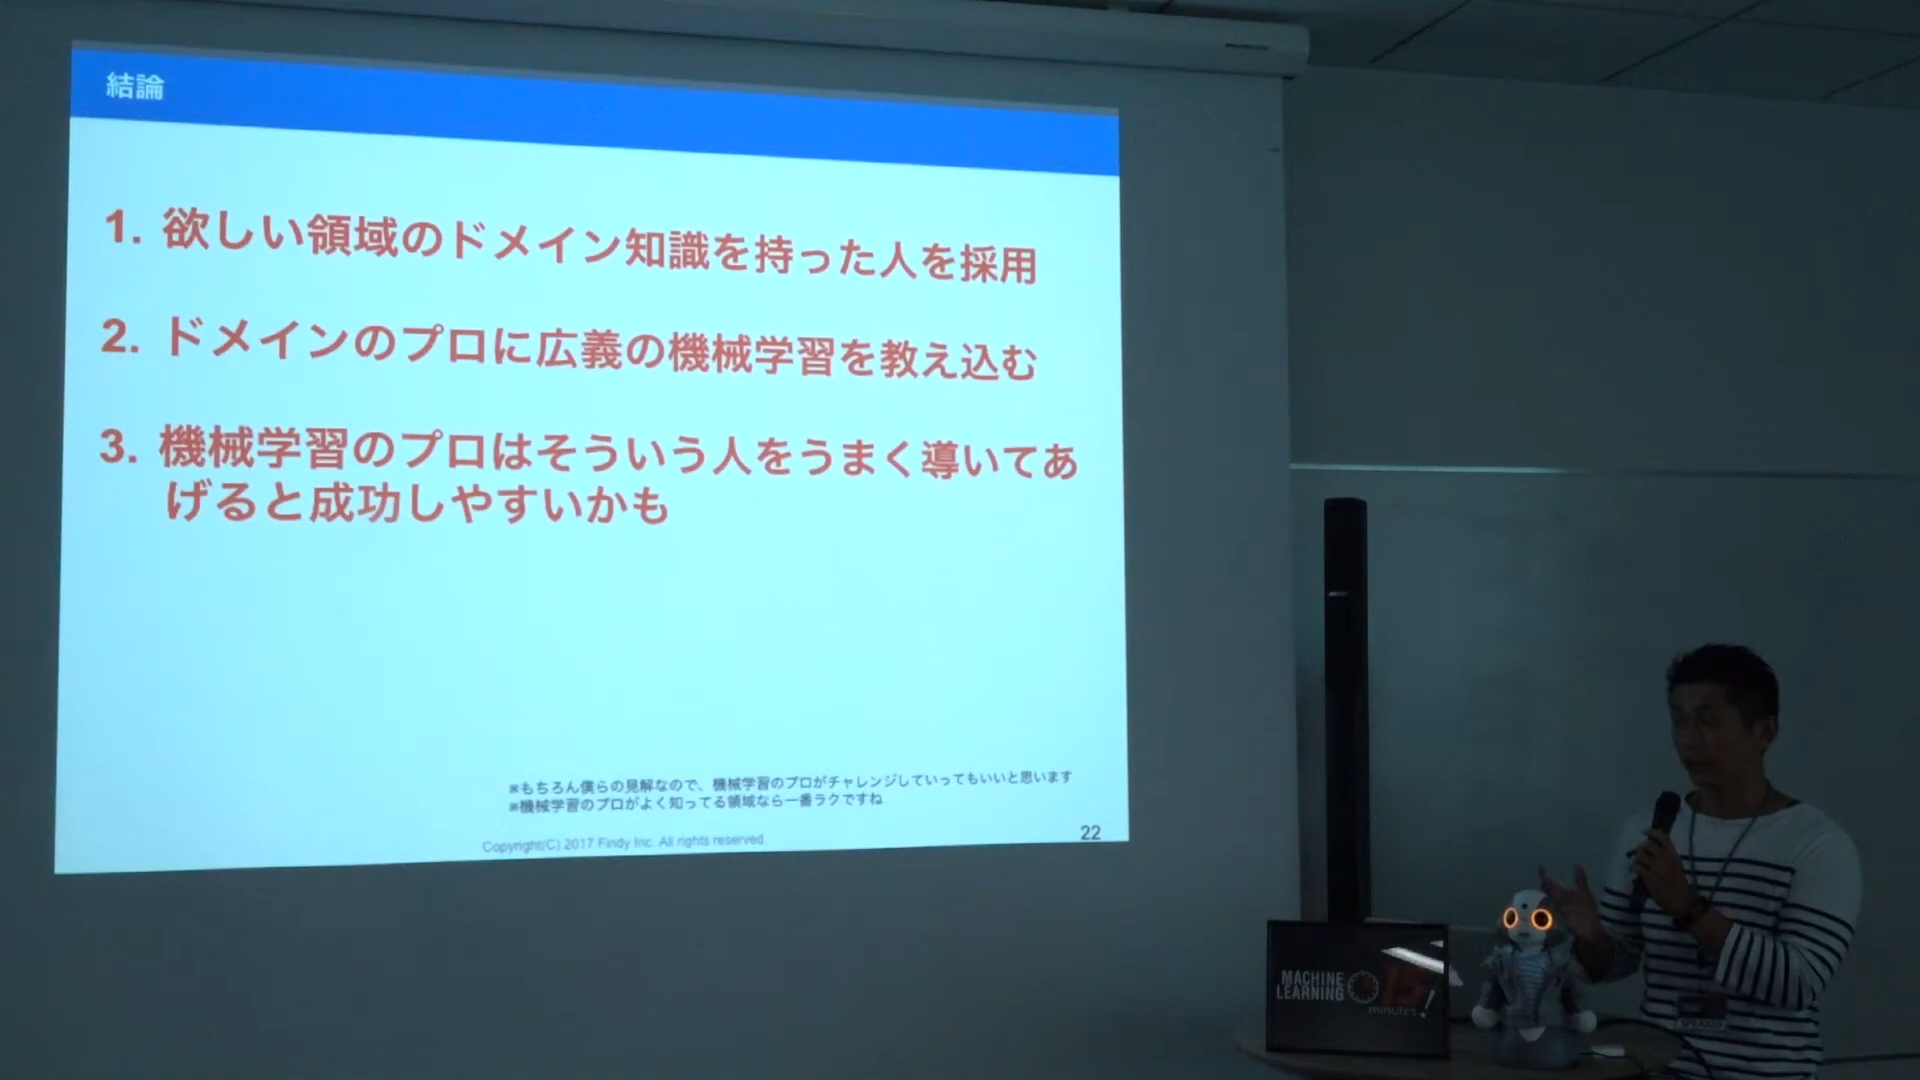 結論
1. 欲しい領域のドメイン知識を持った人を採用
2. ドメインのプロに広義の機械学習を教え込む
3. 機械学習のプロはそういう人をうまく導いてあ
げると成功しやすいかも
※もちろん僕らの見解なので、機械学習のプロがチャレンジしていってもいいと思います
※機械学習のプロがよく知ってる領域なら一番ラクですね
Copyright(C) 2017 Findy Inc. All rights reserved.
22
MACHINE
LEARNING
15
minutes!
SPEAKER